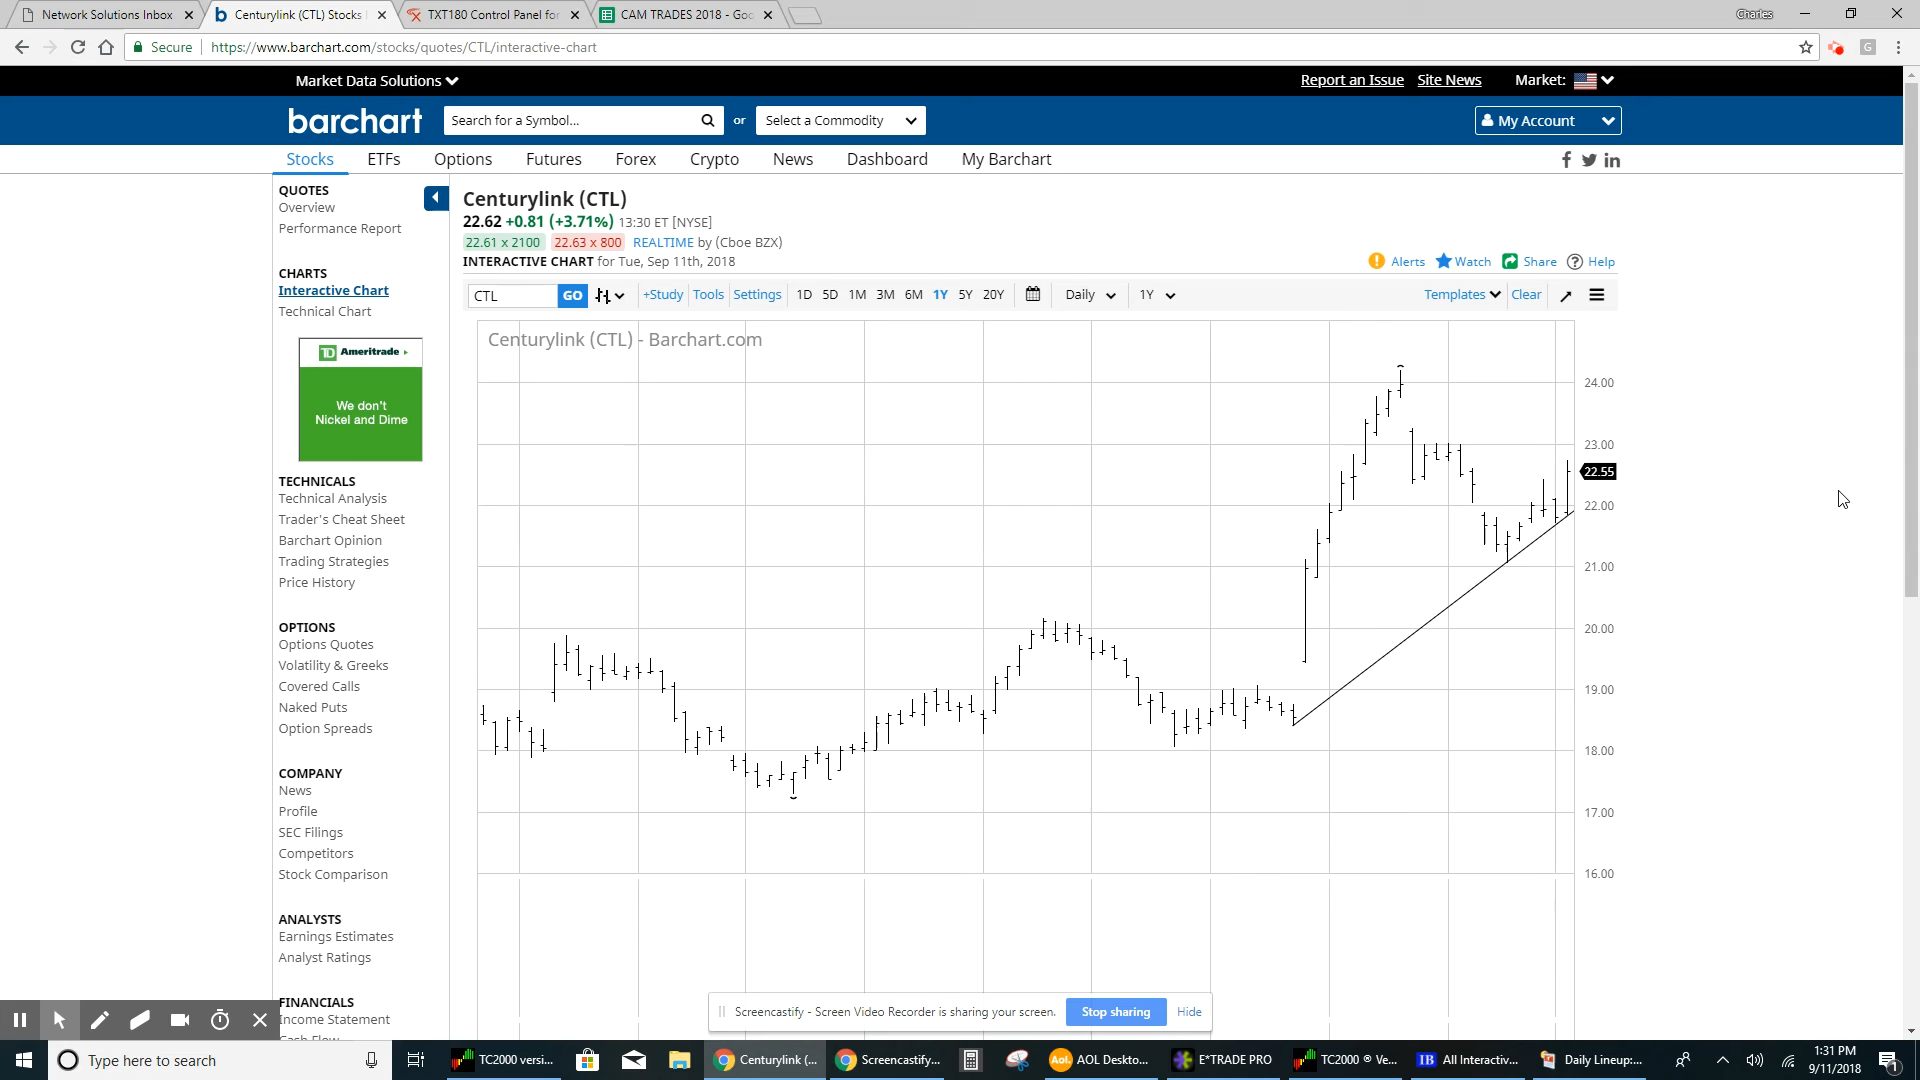 Network Solutions Inbox
Centurylink (CTL) Stocks
TXT180 Control Panel for
CAM TRADES 2018 - Goo
Charles
Secure
https://www.barchart.com/stocks/quotes/CTL/interactive-chart
G
Market Data Solutions
Report an Issue
Site News
Market:
barchart
Search for a Symbol...
or
Select a Commodity
My Account
Stocks
ETFs
Options
Futures
Forex
Crypto
News
Dashboard
My Barchart
QUOTES
Overview
Performance Report
CHARTS
Interactive Chart
Technical Chart
TD Ameritrade
We don't
Nickel and Dime
TECHNICALS
Technical Analysis
Trader's Cheat Sheet
Barchart Opinion
Trading Strategies
Price History
OPTIONS
Options Quotes
Volatility & Greeks
Covered Calls
Naked Puts
Option Spreads
COMPANY
News
Profile
SEC Filings
Competitors
Stock Comparison
ANALYSTS
Earnings Estimates
Analyst Ratings
FINANCIALS
Income Statement
Cash Flow
Centurylink (CTL)
22.62 +0.81 (+3.71%) 13:30 ET [NYSE]
22.61 x 2100 22.63 x 800 REALTIME by (Cboe BZX)
INTERACTIVE CHART for Tue, Sep 11th, 2018
Alerts
Watch
Share
Help
CTL
GO
+Study
Tools
Settings
1D 5D 1M 3M 6M 1Y 5Y 20Y
Daily
1Y
Templates
Clear
Centurylink (CTL) - Barchart.com
24.00
23.00
22.55
22.00
21.00
20.00
19.00
18.00
17.00
16.00
Screencastify - Screen Video Recorder is sharing your screen.
Stop sharing
Hide
Type here to search
TC2000 versi...
Centurylink (...
Screencastify...
Aol.
AOL Deskto...
E*TRADE PRO
TC2000 ® Ve...
IB
All Interactiv...
Daily Lineup:...
1:31 PM
9/11/2018
1